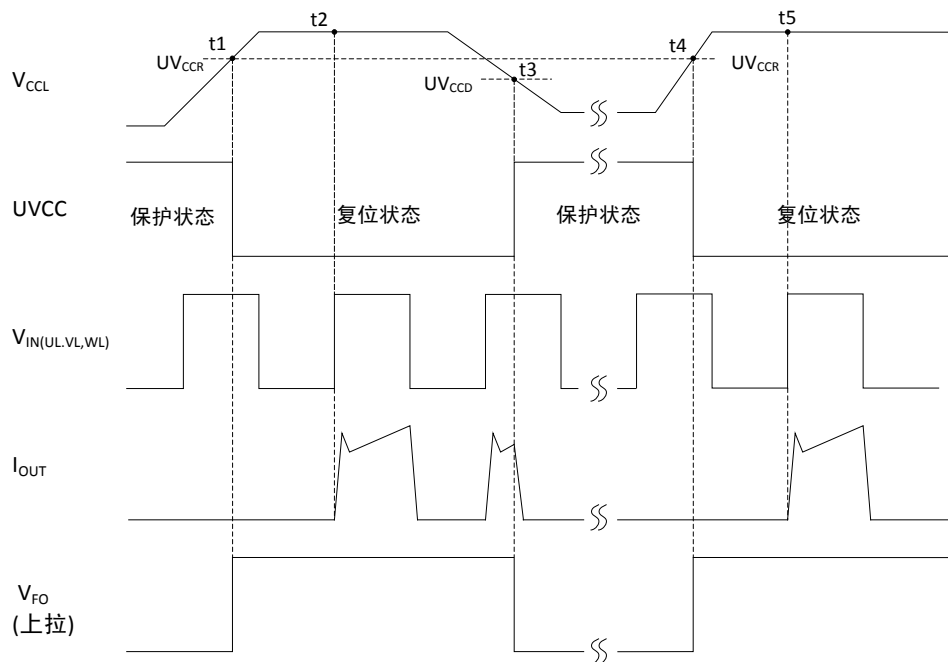 t1
t2
t5
t4
UVCCR
t3
UVCCR
VCCL
UVCCD
UVCC
保护状态
复位状态
保护状态
复位状态
VIN(UL.VL,WL)
IOUT
VFO
(上拉)